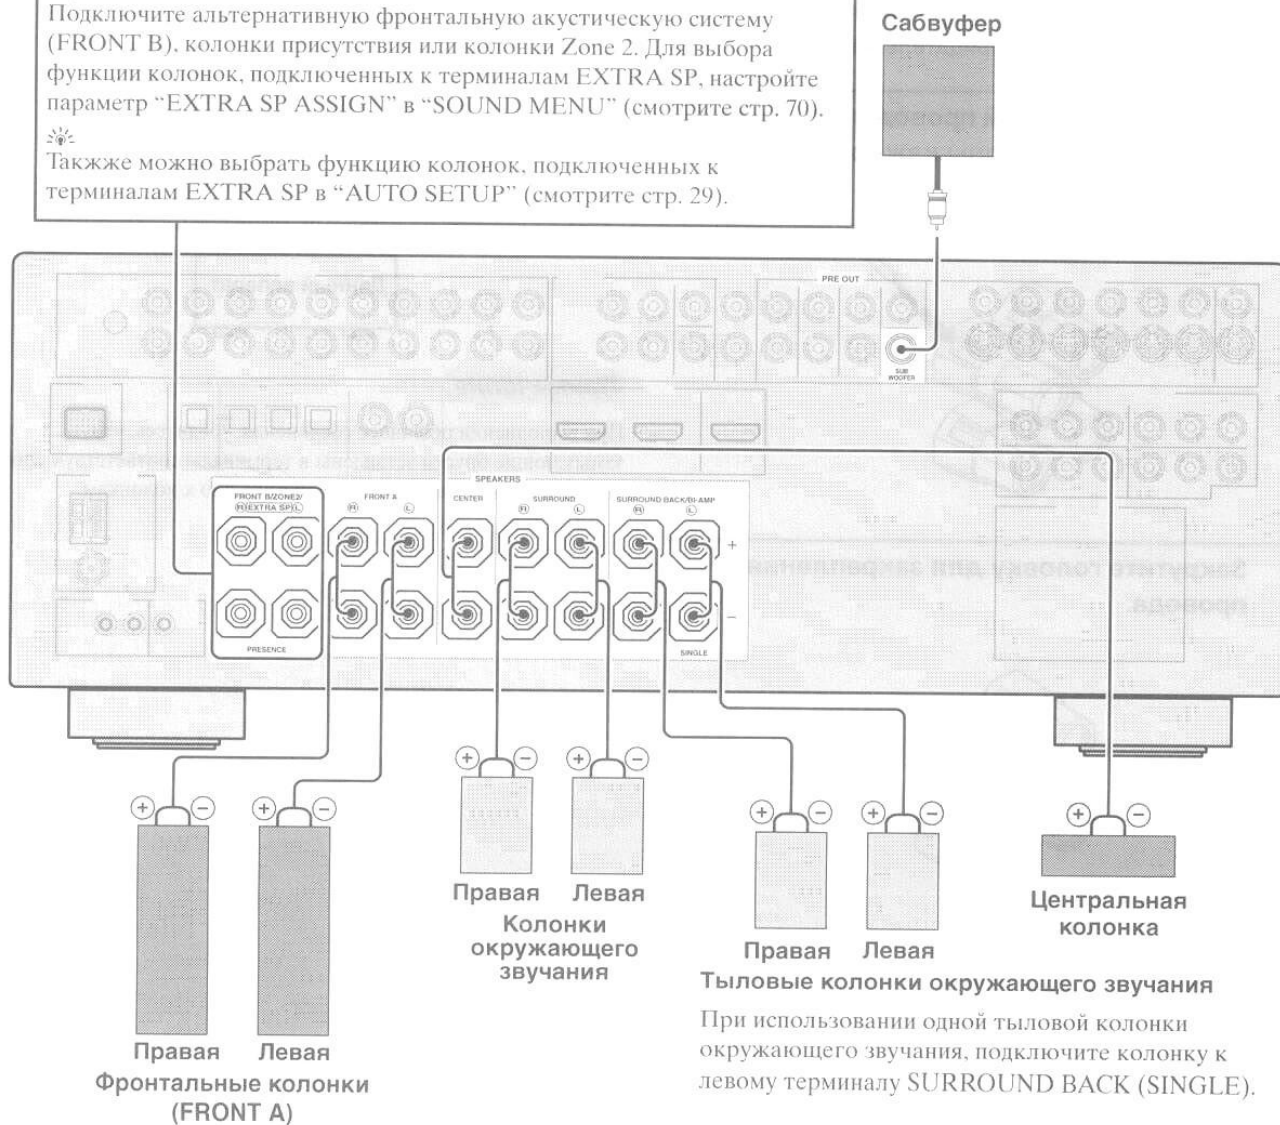 Подключите альтернативную фронтальную акустическую систему
(FRONT B), колонки присутствия или колонки Zone 2. Для выбора
функции колонок, подключенных к терминалам EXTRA SP, настройте
параметр “EXTRA SP ASSIGN” в “SOUND MENU” (смотрите стр. 70).
Такжже можно выбрать функцию колонок, подключенных к
терминалам EXTRA SP в “AUTO SETUP” (смотрите стр. 29).
Сабвуфер
PRE OUT
SUB
WOOFER
SPEAKERS
FRONT B/ZONE2/
(R)EXTRA SP(L)
FRONT A
R L
CENTER
SURROUND
R L
SURROUND BACK/BI-AMP
R L
+
−
PRESENCE
SINGLE
+ − + −
Правая Левая
Фронтальные колонки
(FRONT A)
+ − + −
Правая Левая
Колонки
окружающего
звучания
+ − + −
Правая Левая
Тыловые колонки окружающего звучания
При использовании одной тыловой колонки
окружающего звучания, подключите колонку к
левому терминалу SURROUND BACK (SINGLE).
+ −
Центральная
колонка